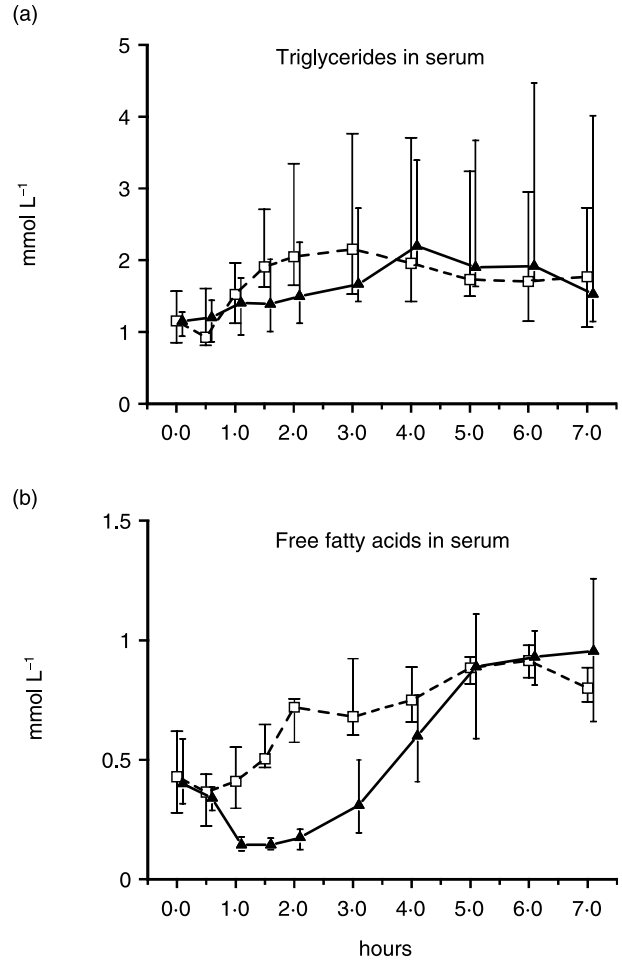 (a)
Triglycerides in serum
5
4
3
2
1
0
mmol L⁻¹
0·0 1·0 2·0 3·0 4·0 5·0 6·0 7·0
(b)
Free fatty acids in serum
1.5
1
0.5
0
mmol L⁻¹
0·0 1·0 2·0 3·0 4·0 5·0 6·0 7·0
hours